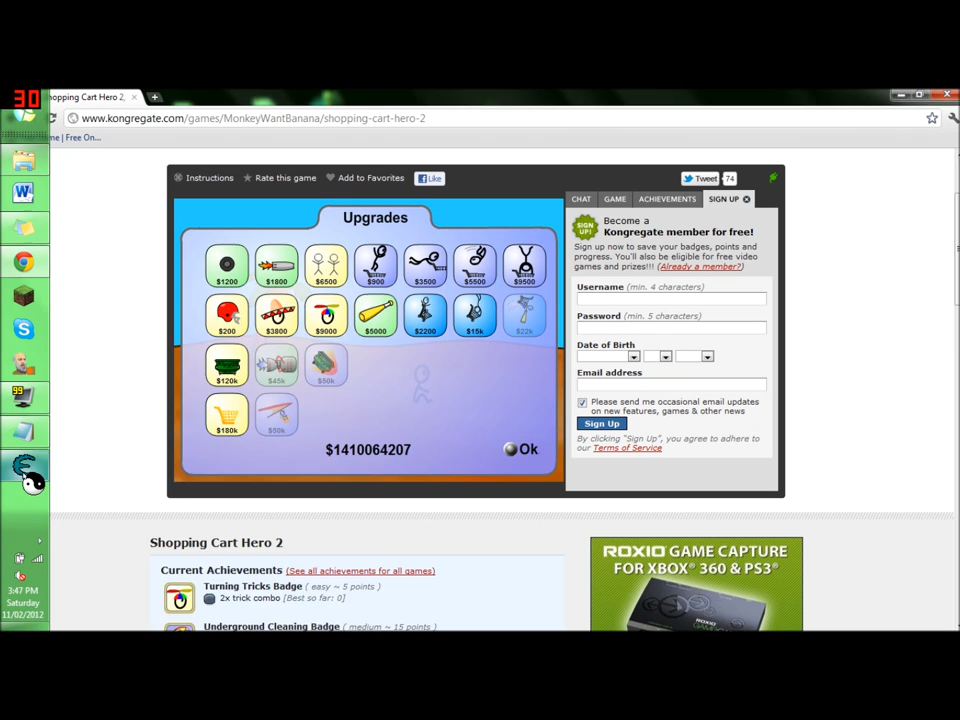 30
hopping Cart Hero 2,
www.kongregate.com/games/MonkeyWantBanana/shopping-cart-hero-2
me | Free On...
Instructions
Rate this game
Add to Favorites
Like
Tweet
74
CHAT
GAME
ACHIEVEMENTS
SIGN UP
Upgrades
$1200
$1800
$6500
$900
$3500
$5500
$9500
$200
$3800
$9000
$5000
$2200
$15k
$22k
$120k
$45k
$50k
$180k
$50k
$1410064207
Ok
SIGN UP!
Become a
Kongregate member for free!
Sign up now to save your badges, points and
progress. You'll also be eligible for free video
games and prizes!!! (Already a member?)
Username (min. 4 characters)
Password (min. 5 characters)
Date of Birth
Email address
Please send me occasional email updates
on new features, games & other news
Sign Up
By clicking "Sign Up", you agree to adhere to
our Terms of Service
99
3:47 PM
Saturday
11/02/2012
Shopping Cart Hero 2
Current Achievements (See all achievements for all games)
Turning Tricks Badge ( easy ~ 5 points )
2x trick combo [Best so far: 0]
Underground Cleaning Badge ( medium ~ 15 points )
ROXIO GAME CAPTURE
FOR XBOX® 360 & PS3®
ROXIO